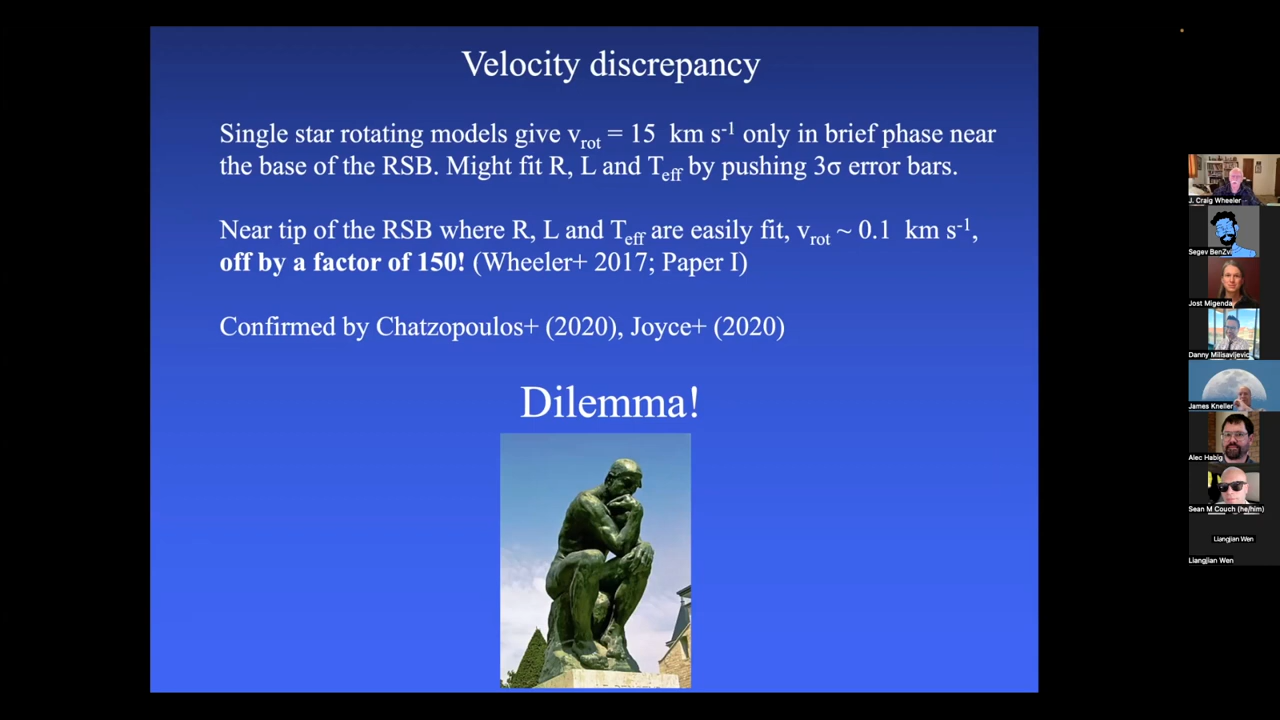 Velocity discrepancy
Single star rotating models give v_rot = 15 km s^-1 only in brief phase near
the base of the RSB. Might fit R, L and T_eff by pushing 3σ error bars.
Near tip of the RSB where R, L and T_eff are easily fit, v_rot ~ 0.1 km s^-1,
off by a factor of 150! (Wheeler+ 2017; Paper I)
Confirmed by Chatzopoulos+ (2020), Joyce+ (2020)
Dilemma!
J. Craig Wheeler
Segev BenZvi
Jost Migenda
Danny Milisavljevic
James Kneller
Alec Habig
Sean M Couch (he/him)
Liangjian Wen
Liangjian Wen